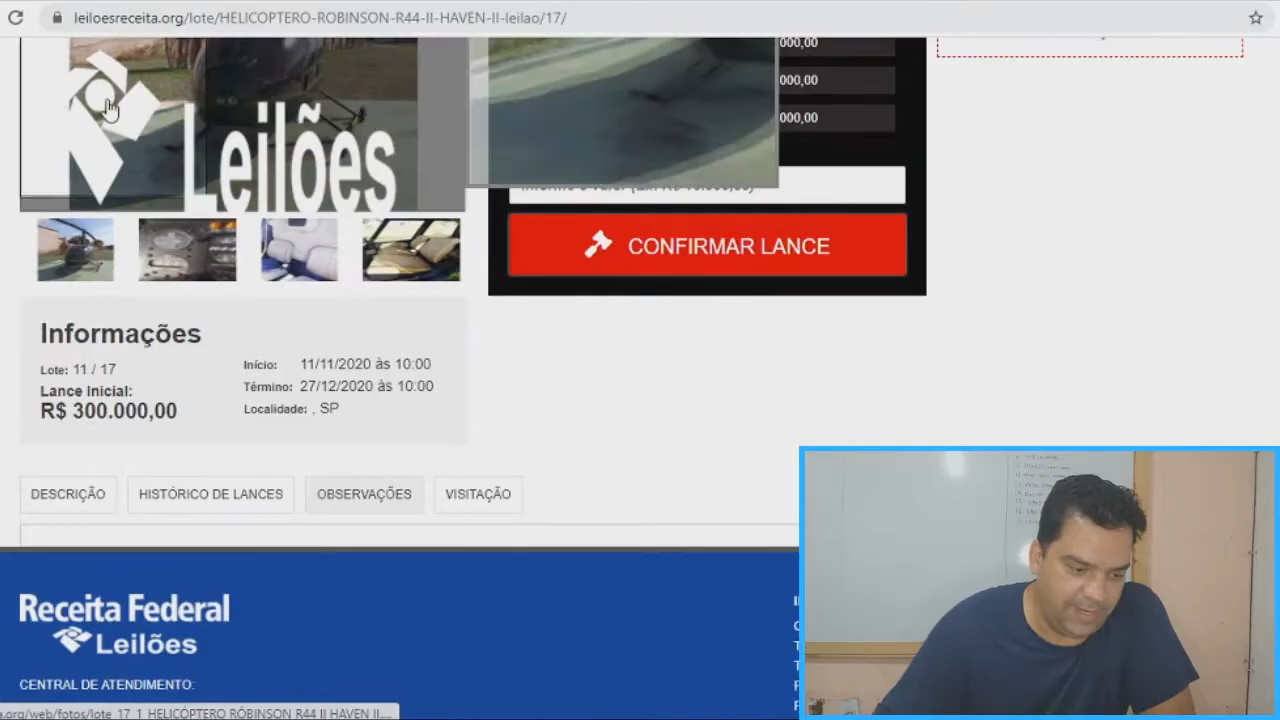 leiloesreceita.org/lote/HELICOPTERO-ROBINSON-R44-II-HAVEN-II-leilao/17/
000,00
000,00
000,00
Leilões
CONFIRMAR LANCE
Informações
Lote: 11 / 17
Lance Inicial:
R$ 300.000,00
Início: 11/11/2020 às 10:00
Término: 27/12/2020 às 10:00
Localidade: , SP
DESCRIÇÃO
HISTÓRICO DE LANCES
OBSERVAÇÕES
VISITAÇÃO
Receita Federal
Leilões
CENTRAL DE ATENDIMENTO:
a.org/web/fotos/lote_17_1_HELICÓPTERO RÓBINSON R44 II HAVEN II....